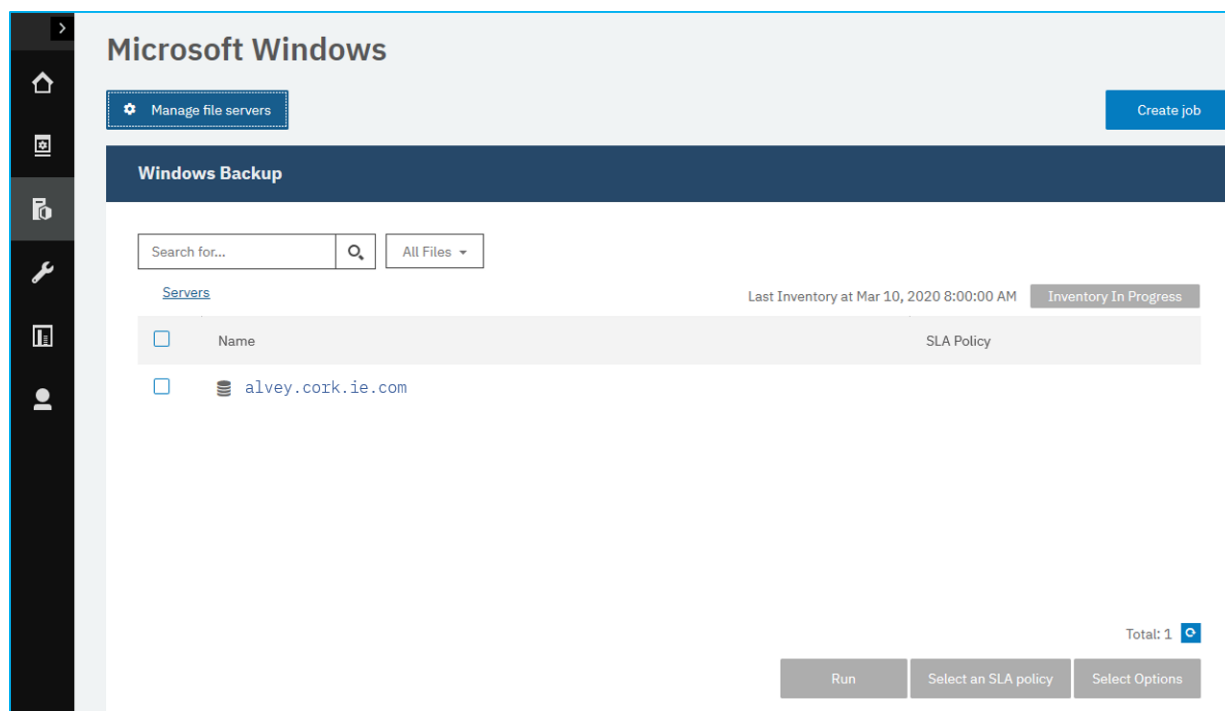 Microsoft Windows
Manage file servers
Create job
Windows Backup
Search for...
All Files
Servers
Last Inventory at Mar 10, 2020 8:00:00 AM
Inventory In Progress
Name
SLA Policy
alvey.cork.ie.com
Total: 1
Run
Select an SLA policy
Select Options